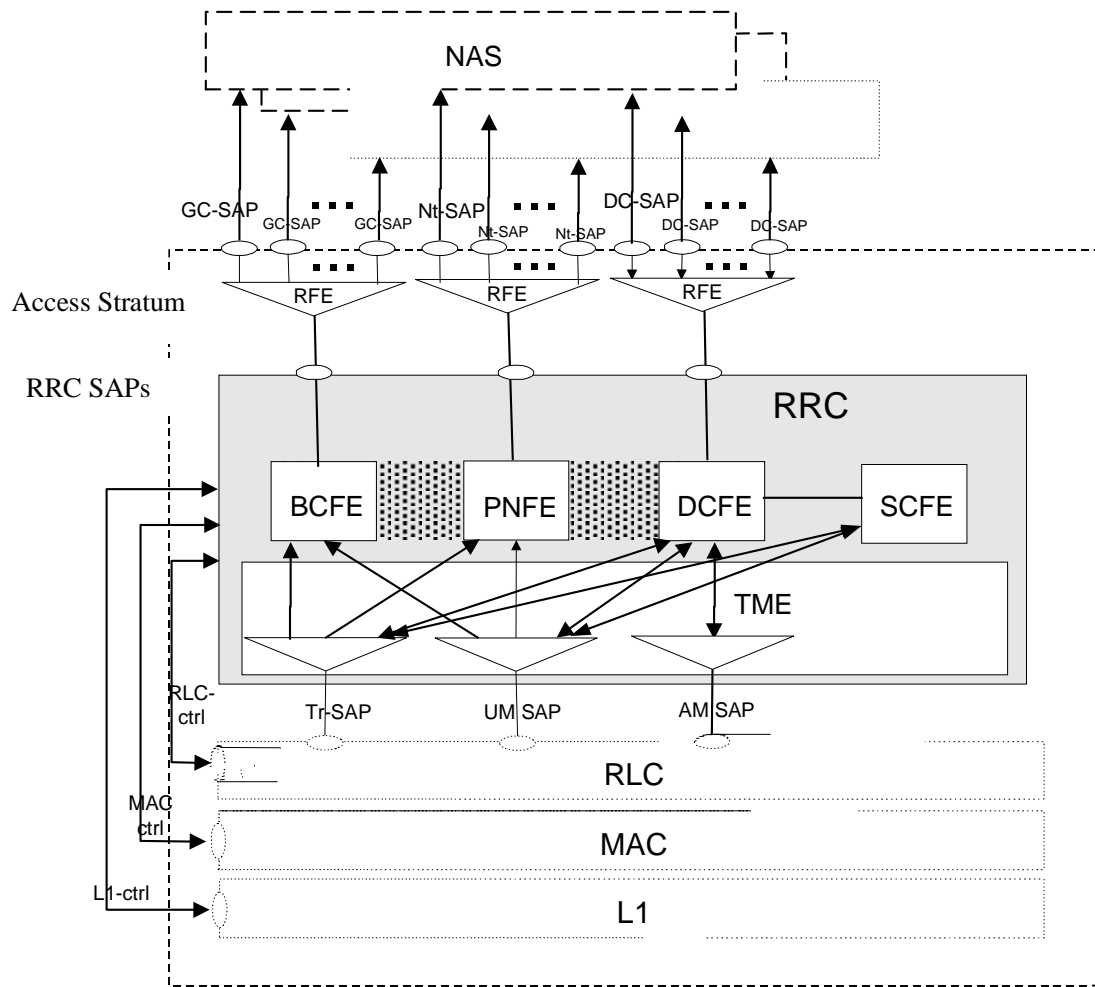 NAS
GC-SAP
GC-SAP
GC-SAP
Nt-SAP
Nt-SAP
Nt-SAP
DC-SAP
DC-SAP
DC-SAP
RFE
RFE
RFE
Access Stratum
RRC SAPs
RRC
BCFE
PNFE
DCFE
SCFE
TME
RLC-
ctrl
Tr-SAP
UM SAP
AM SAP
RLC
MAC
ctrl
MAC
L1-ctrl
L1